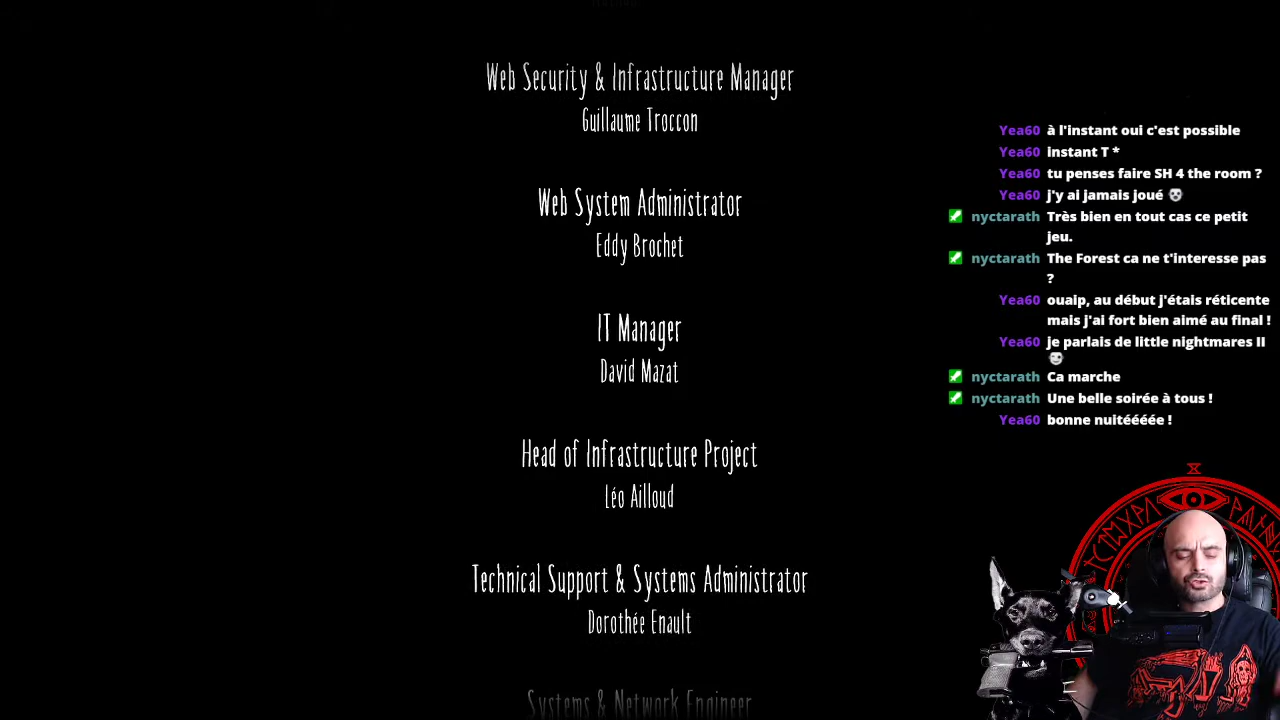 Web Security & Infrastructure Manager
Guillaume Troccon
Web System Administrator
Eddy Brochet
IT Manager
David Mazat
Head of Infrastructure Project
Léo Ailloud
Technical Support & Systems Administrator
Dorothée Enault
Systems & Network Engineer
Yea60 à l'instant oui c'est possible
Yea60 instant T *
Yea60 tu penses faire SH 4 the room ?
Yea60 j'y ai jamais joué
nyctarath Très bien en tout cas ce petit
jeu.
nyctarath The Forest ca ne t'interesse pas
?
Yea60 ouaip, au début j'étais réticente
mais j'ai fort bien aimé au final !
Yea60 je parlais de little nightmares II
nyctarath Ca marche
nyctarath Une belle soirée à tous !
Yea60 bonne nuitéééée !